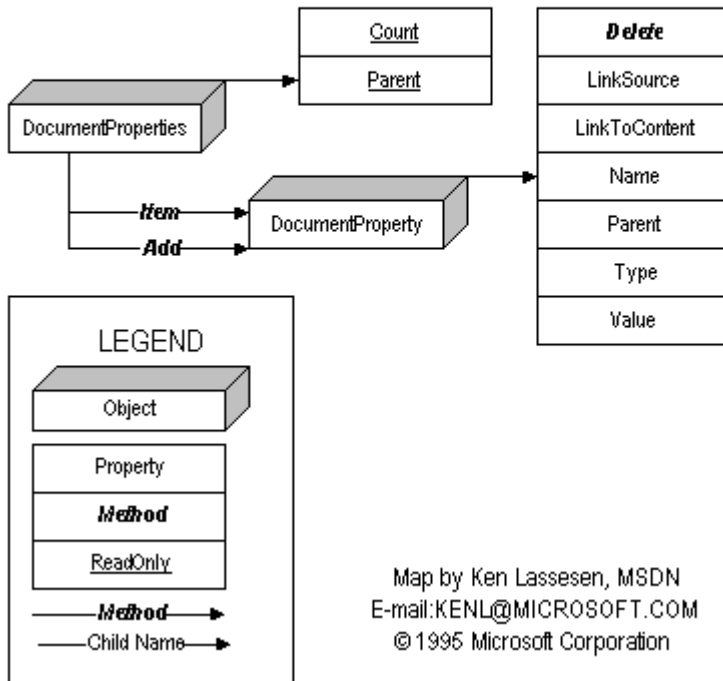 Count
Parent
DocumentProperties
Item
Add
DocumentProperty
Delete
LinkSource
LinkToContent
Name
Parent
Type
Value
LEGEND
Object
Property
Method
ReadOnly
Method
Child Name
Map by Ken Lassesen, MSDN
E-mail:KENL@MICROSOFT.COM
© 1995 Microsoft Corporation